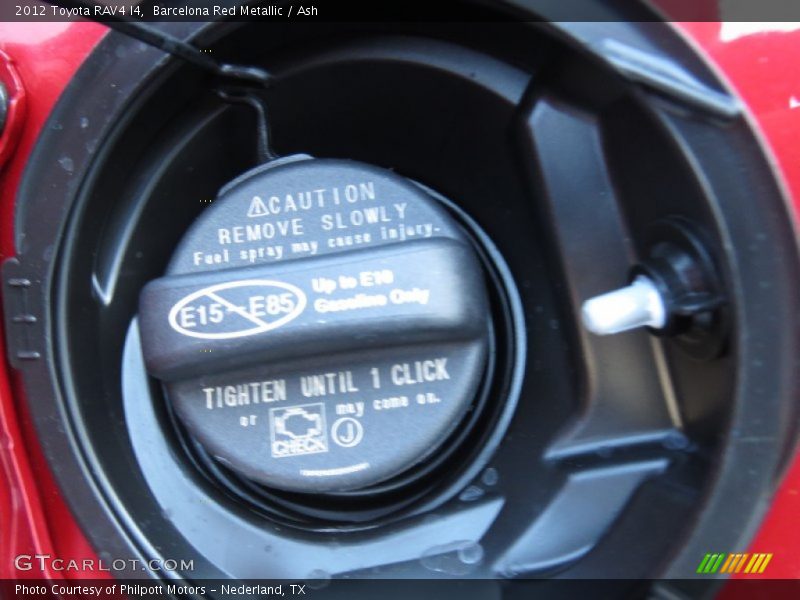 2012 Toyota RAV4 I4, Barcelona Red Metallic / Ash
CAUTION
REMOVE SLOWLY
Fuel spray may cause injury.
E15~E85
Up to E10
Gasoline Only
TIGHTEN UNTIL 1 CLICK
or CHECK may come on.
J
GTCARLOT.COM
Photo Courtesy of Philpott Motors - Nederland, TX